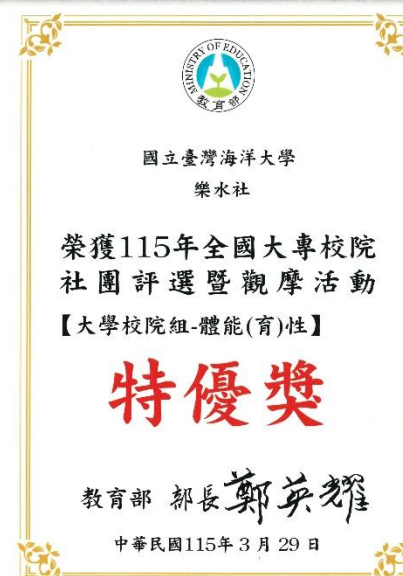 MINISTRY OF EDUCATION
教育部
國立臺灣海洋大學
樂水社
榮獲115年全國大專校院
社團評選暨觀摩活動
【大學校院組-體能(育)性】
特優獎
教育部 部長鄭英耀
中華民國115年3月29日